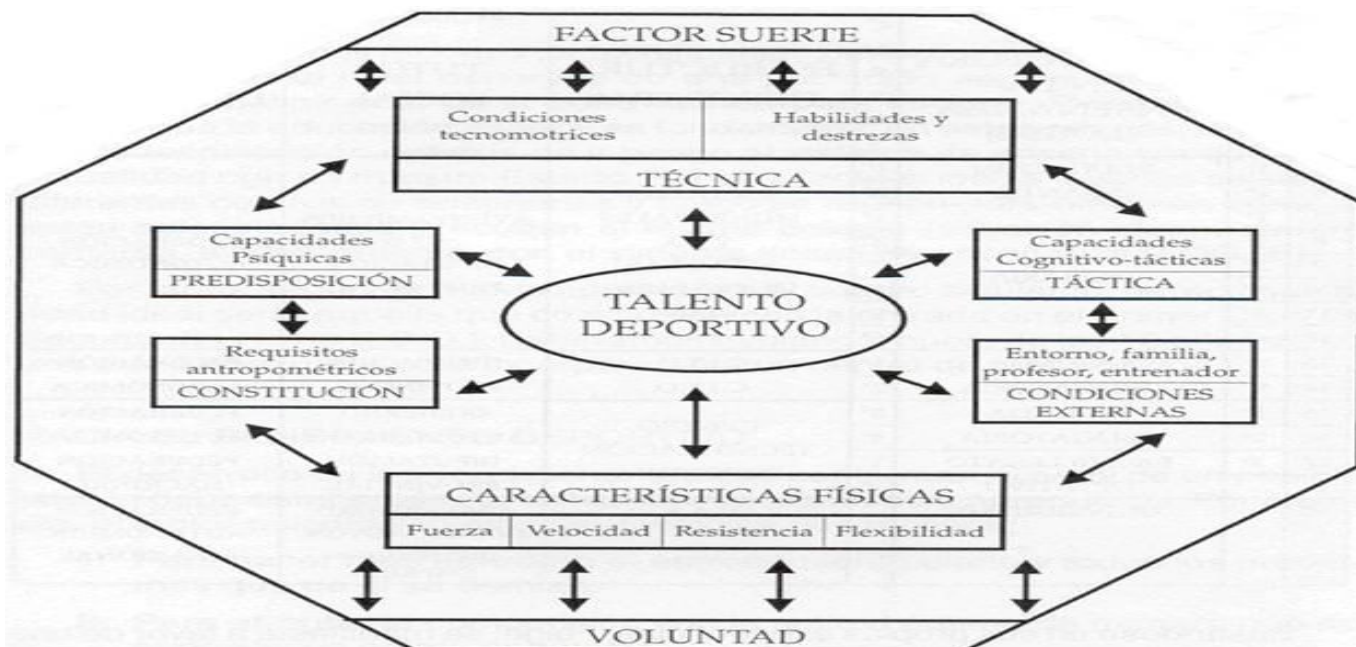 FACTOR SUERTE
Condiciones
tecnomotrices
Habilidades y
destrezas
TÉCNICA
Capacidades
Psíquicas
PREDISPOSICIÓN
Capacidades
Cognitivo-tácticas
TÁCTICA
TALENTO
DEPORTIVO
Requisitos
antropométricos
CONSTITUCIÓN
Entorno, familia,
profesor, entrenador
CONDICIONES
EXTERNAS
CARACTERÍSTICAS FÍSICAS
Fuerza
Velocidad
Resistencia
Flexibilidad
VOLUNTAD